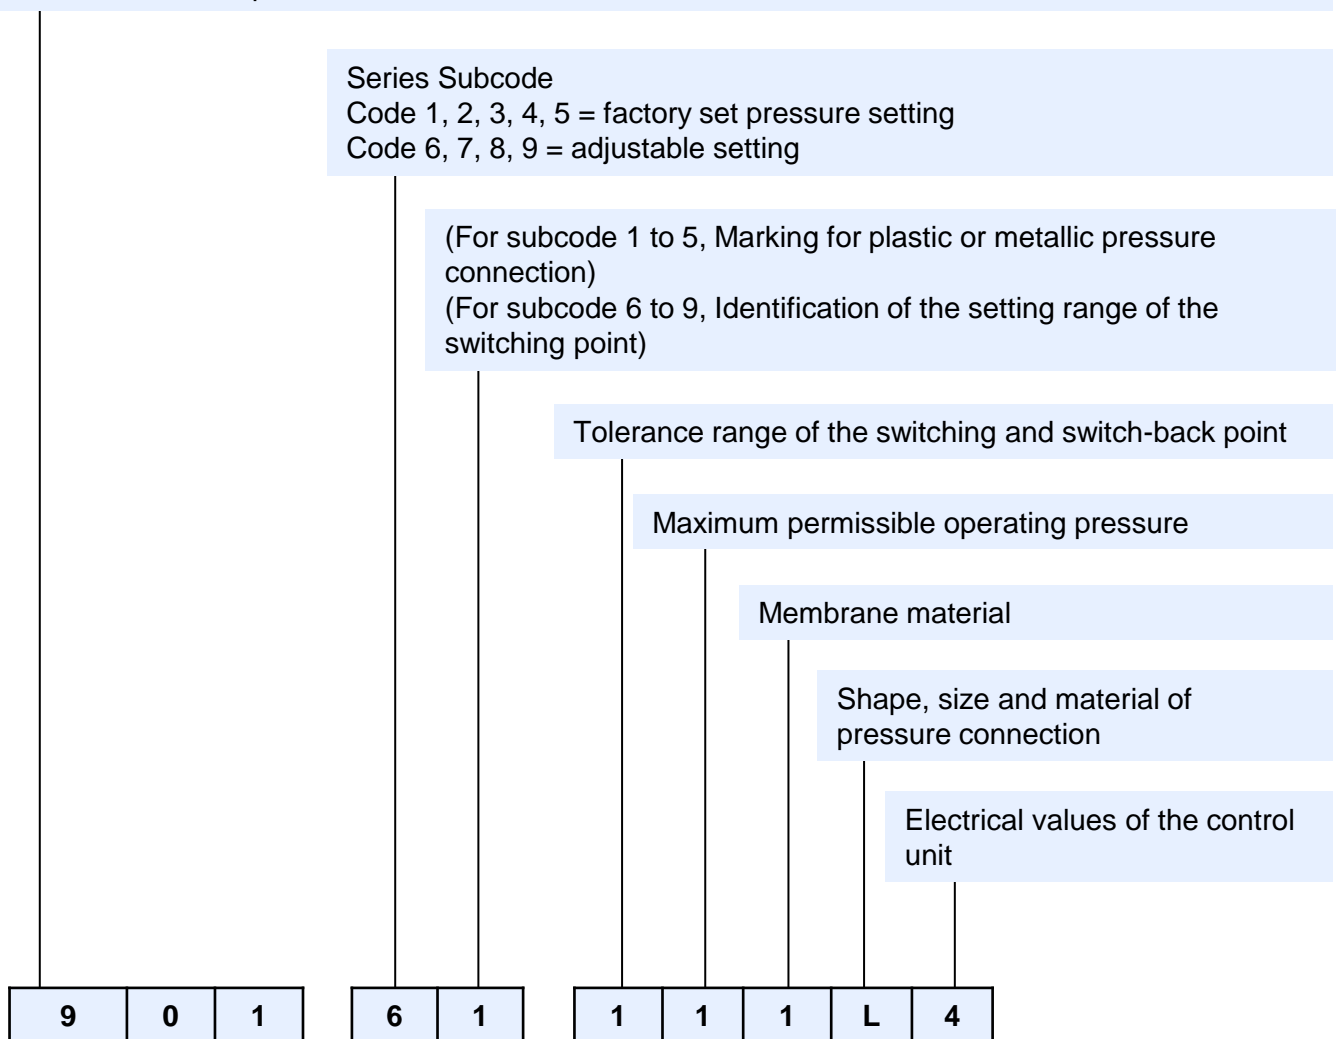 Series Subcode
Code 1, 2, 3, 4, 5 = factory set pressure setting
Code 6, 7, 8, 9 = adjustable setting
(For subcode 1 to 5, Marking for plastic or metallic pressure
connection)
(For subcode 6 to 9, Identification of the setting range of the
switching point)
Tolerance range of the switching and switch-back point
Maximum permissible operating pressure
Membrane material
Shape, size and material of
pressure connection
Electrical values of the control
unit
9 0 1 6 1 1 1 1 L 4